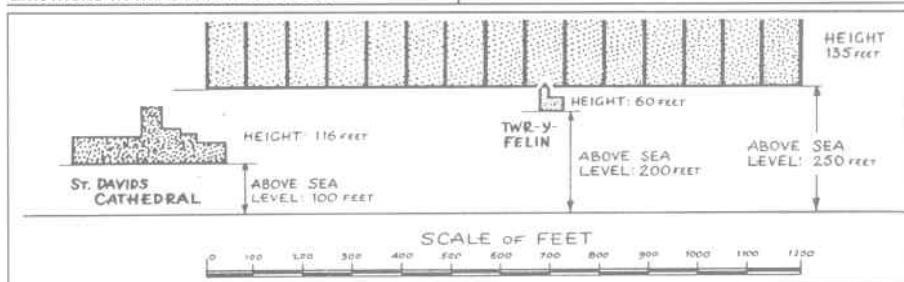 HEIGHT
135 FEET
HEIGHT: 60 FEET
TWR-Y-
FELIN
HEIGHT: 116 FEET
ABOVE SEA
LEVEL: 250 FEET
ABOVE SEA
LEVEL: 200 FEET
ST. DAVIDS
CATHEDRAL
ABOVE SEA
LEVEL: 100 FEET
SCALE OF FEET
0 100 200 300 400 500 600 700 800 900 1000 1100 1200